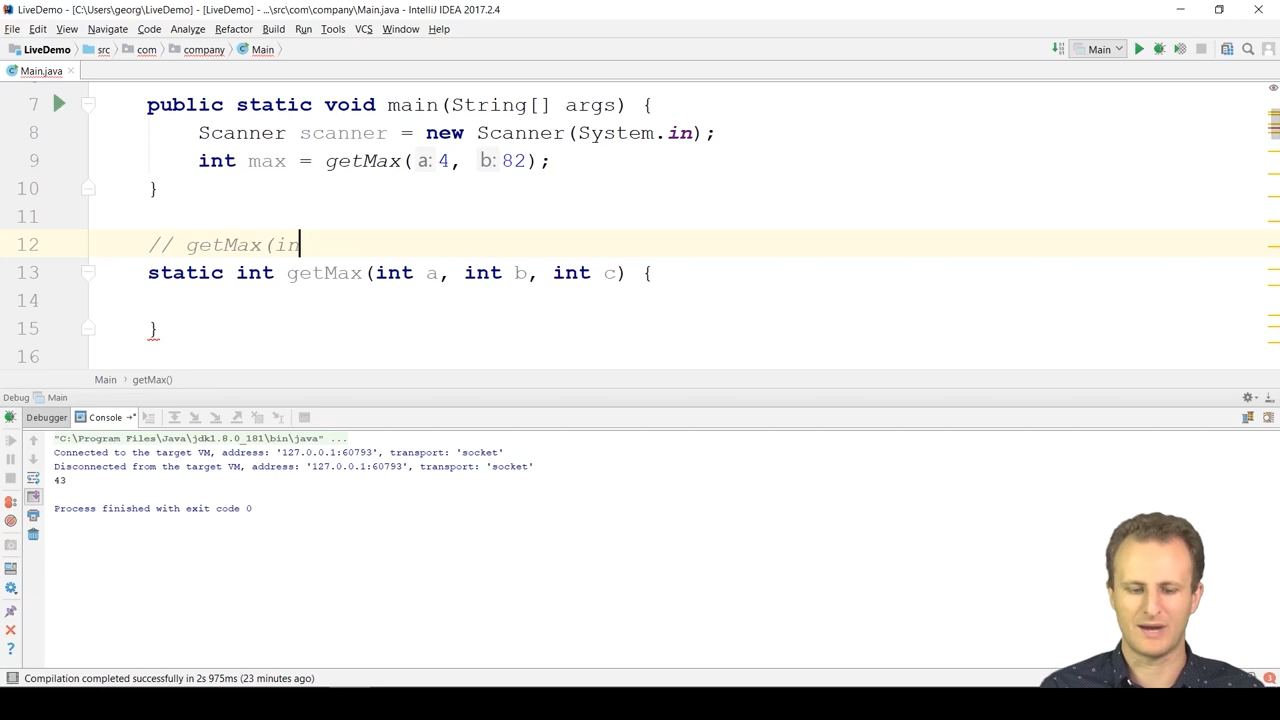 LiveDemo - [C:\Users\georg\LiveDemo] - [LiveDemo] - ...\src\com\company\Main.java - IntelliJ IDEA 2017.2.4
File Edit View Navigate Code Analyze Refactor Build Run Tools VCS Window Help
LiveDemo src com company Main Main
Main.java
7 public static void main(String[] args) {
8 Scanner scanner = new Scanner(System.in);
9 int max = getMax( a: 4, b: 82);
10 }
11
12 // getMax(in
13 static int getMax(int a, int b, int c) {
14
15 }
16
Main › getMax()
Debug Main
Debugger Console
"C:\Program Files\Java\jdk1.8.0_181\bin\java" ...
Connected to the target VM, address: '127.0.0.1:60793', transport: 'socket'
Disconnected from the target VM, address: '127.0.0.1:60793', transport: 'socket'
43
Process finished with exit code 0
Compilation completed successfully in 2s 975ms (23 minutes ago) 3